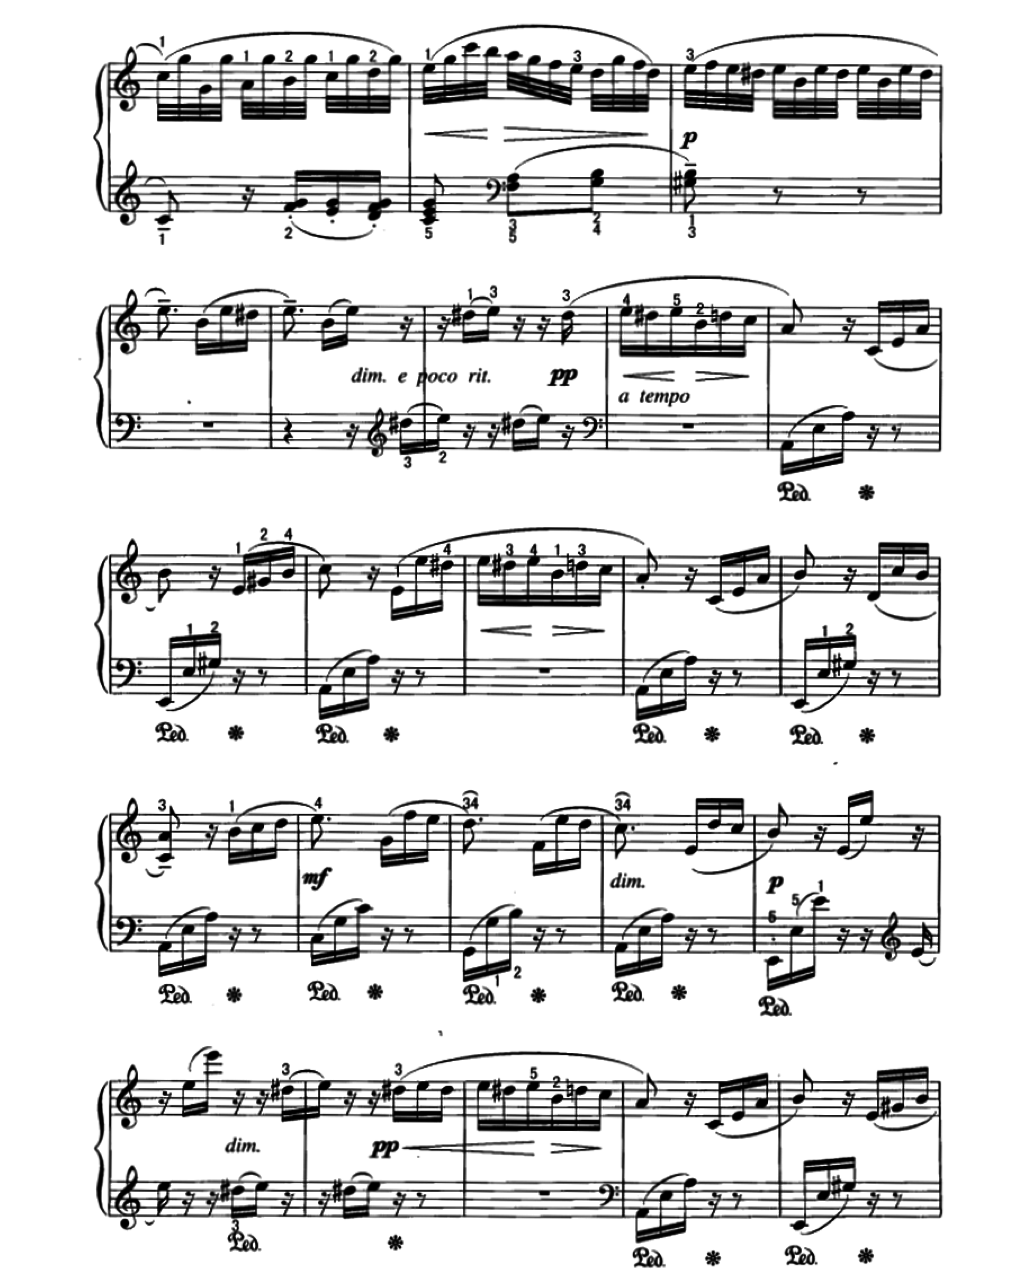 1 1 2 1 2 1 3 3
p
1 2 5 3 5 2 4 1 3
1 3 3 4 5 2
dim. e poco rit. pp
a tempo
3 2
Ped.
1 2 4 4 3 4 1 3
1 2 1 2
Ped. Ped. Ped. Ped.
3 1 4 34 34
mf dim. p
5 5 1
1 2
Ped. Ped. Ped. Ped. Ped.
3 3 5 2
dim. pp
3
Ped. Ped. Ped.